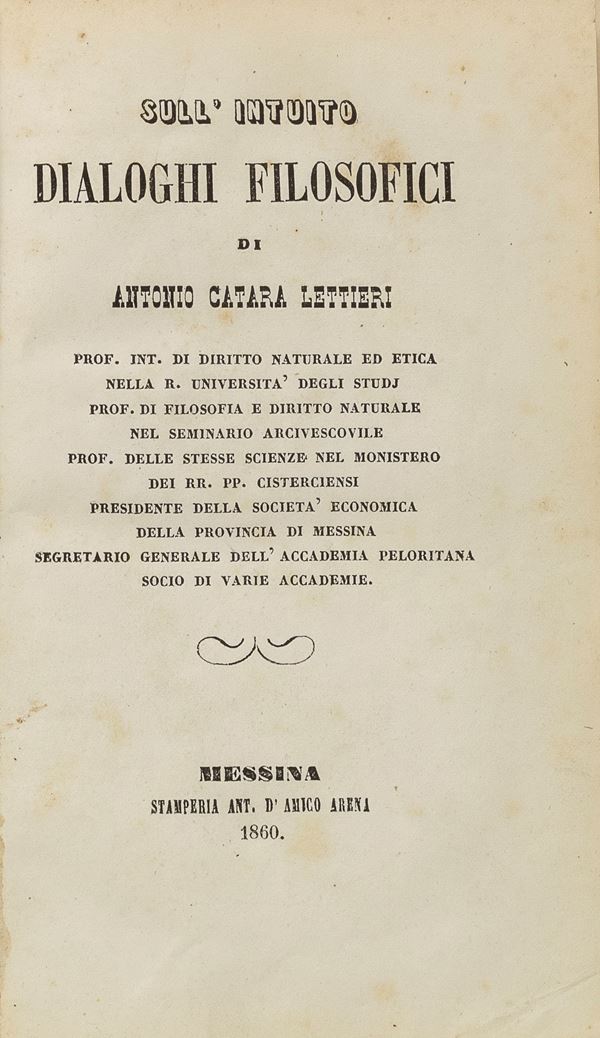 SULL' INTUITO
DIALOGHI FILOSOFICI
DI
ANTONIO CATARA LETTIERI
PROF. INT. DI DIRITTO NATURALE ED ETICA
NELLA R. UNIVERSITA' DEGLI STUDJ
PROF. DI FILOSOFIA E DIRITTO NATURALE
NEL SEMINARIO ARCIVESCOVILE
PROF. DELLE STESSE SCIENZE NEL MONISTERO
DEI RR. PP. CISTERCIENSI
PRESIDENTE DELLA SOCIETA' ECONOMICA
DELLA PROVINCIA DI MESSINA
SEGRETARIO GENERALE DELL' ACCADEMIA PELORITANA
SOCIO DI VARIE ACCADEMIE.
MESSINA
STAMPERIA ANT. D' AMICO ARENA
1860.